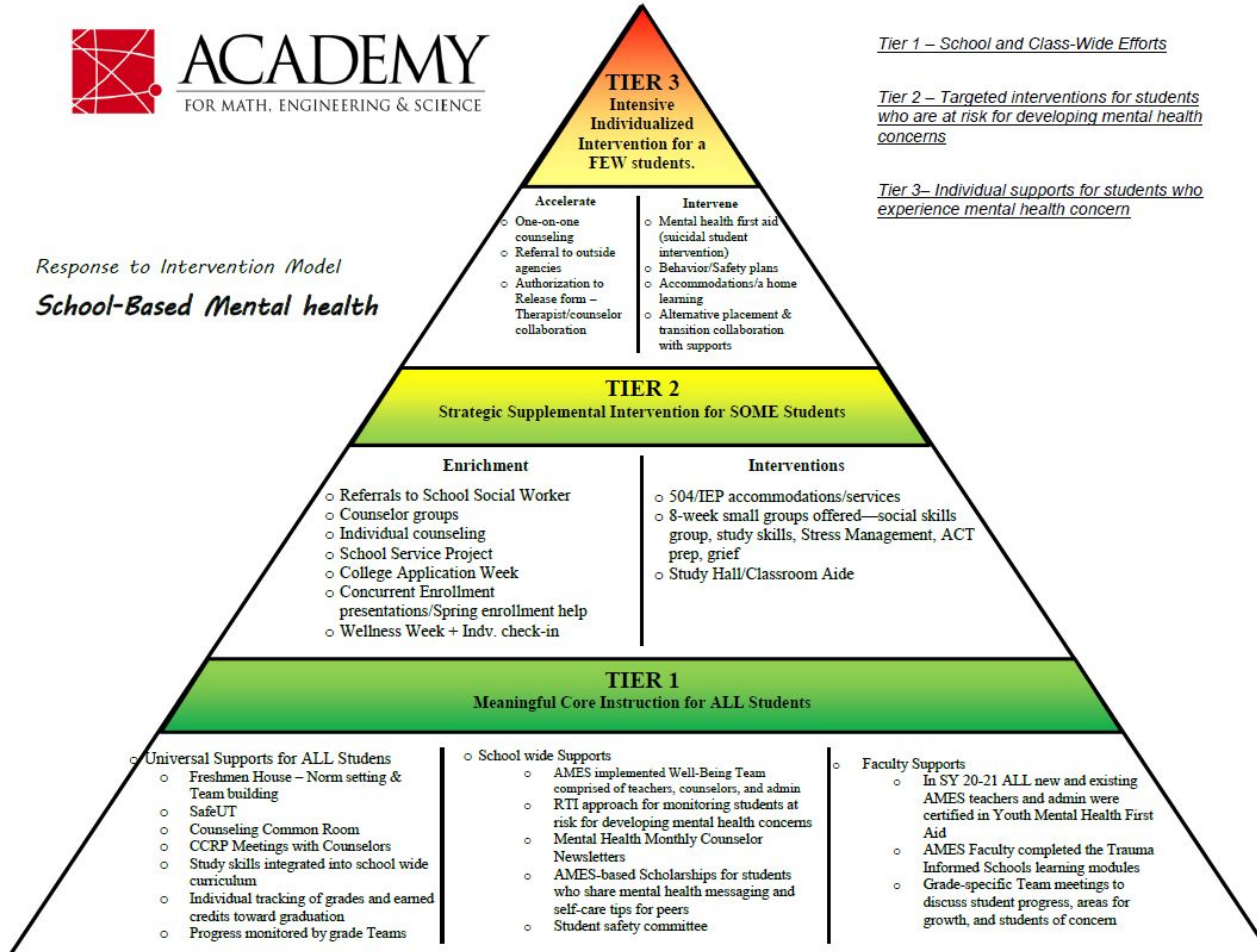 ACADEMY
FOR MATH, ENGINEERING & SCIENCE
Tier 1 – School and Class-Wide Efforts
Tier 2 – Targeted interventions for students
who are at risk for developing mental health
concerns
Tier 3– Individual supports for students who
experience mental health concern
Response to Intervention Model
School-Based Mental health
TIER 3
Intensive
Individualized
Intervention for a
FEW students.
Accelerate
o One-on-one
counseling
o Referral to outside
agencies
o Authorization to
Release form –
Therapist/counselor
collaboration
Intervene
o Mental health first aid
(suicidal student
intervention)
o Behavior/Safety plans
o Accommodations/a home
learning
o Alternative placement &
transition collaboration
with supports
TIER 2
Strategic Supplemental Intervention for SOME Students
Enrichment
o Referrals to School Social Worker
o Counselor groups
o Individual counseling
o School Service Project
o College Application Week
o Concurrent Enrollment
presentations/Spring enrollment help
o Wellness Week + Indv. check-in
Interventions
o 504/IEP accommodations/services
o 8-week small groups offered—social skills
group, study skills, Stress Management, ACT
prep, grief
o Study Hall/Classroom Aide
TIER 1
Meaningful Core Instruction for ALL Students
o Universal Supports for ALL Studens
o Freshmen House – Norm setting &
Team building
o SafeUT
o Counseling Common Room
o CCRP Meetings with Counselors
o Study skills integrated into school wide
curriculum
o Individual tracking of grades and earned
credits toward graduation
o Progress monitored by grade Teams
o School wide Supports
o AMES implemented Well-Being Team
comprised of teachers, counselors, and admin
o RTI approach for monitoring students at
risk for developing mental health concerns
o Mental Health Monthly Counselor
Newsletters
o AMES-based Scholarships for students
who share mental health messaging and
self-care tips for peers
o Student safety committee
o Faculty Supports
o In SY 20-21 ALL new and existing
AMES teachers and admin were
certified in Youth Mental Health First
Aid
o AMES Faculty completed the Trauma
Informed Schools learning modules
o Grade-specific Team meetings to
discuss student progress, areas for
growth, and students of concern